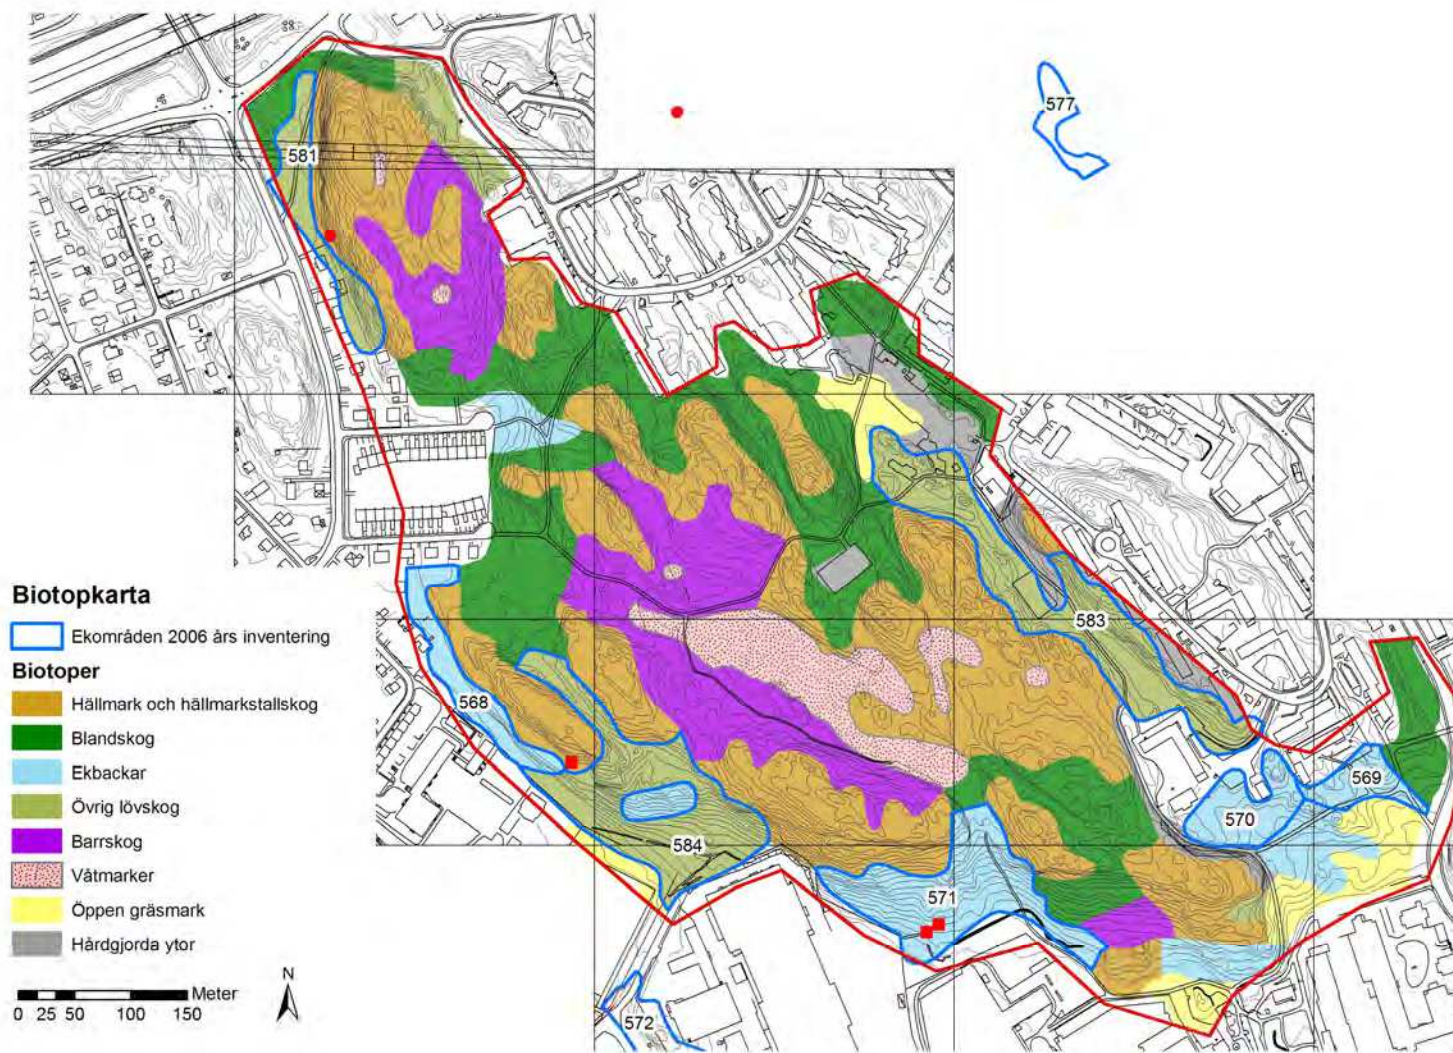 577
581
583
568
569
570
584
571
572
Biotopkarta
Ekområden 2006 års inventering
Biotoper
Hällmark och hällmarkstallskog
Blandskog
Ekbackar
Övrig lövskog
Barrskog
Våtmarker
Öppen gräsmark
Hårdgjorda ytor
Meter
0 25 50 100 150
N